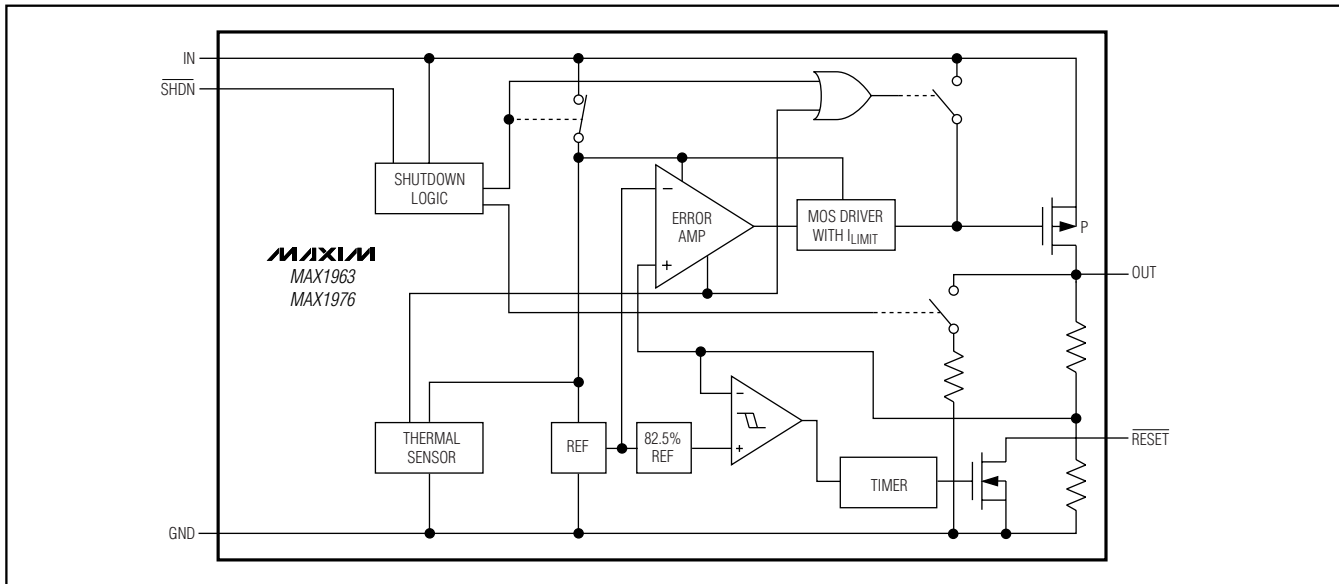 IN
SHDN
SHUTDOWN
LOGIC
ERROR
AMP
MOS DRIVER
WITH ILIMIT
P
MAXIM
MAX1963
MAX1976
OUT
THERMAL
SENSOR
REF
82.5%
REF
TIMER
RESET
GND